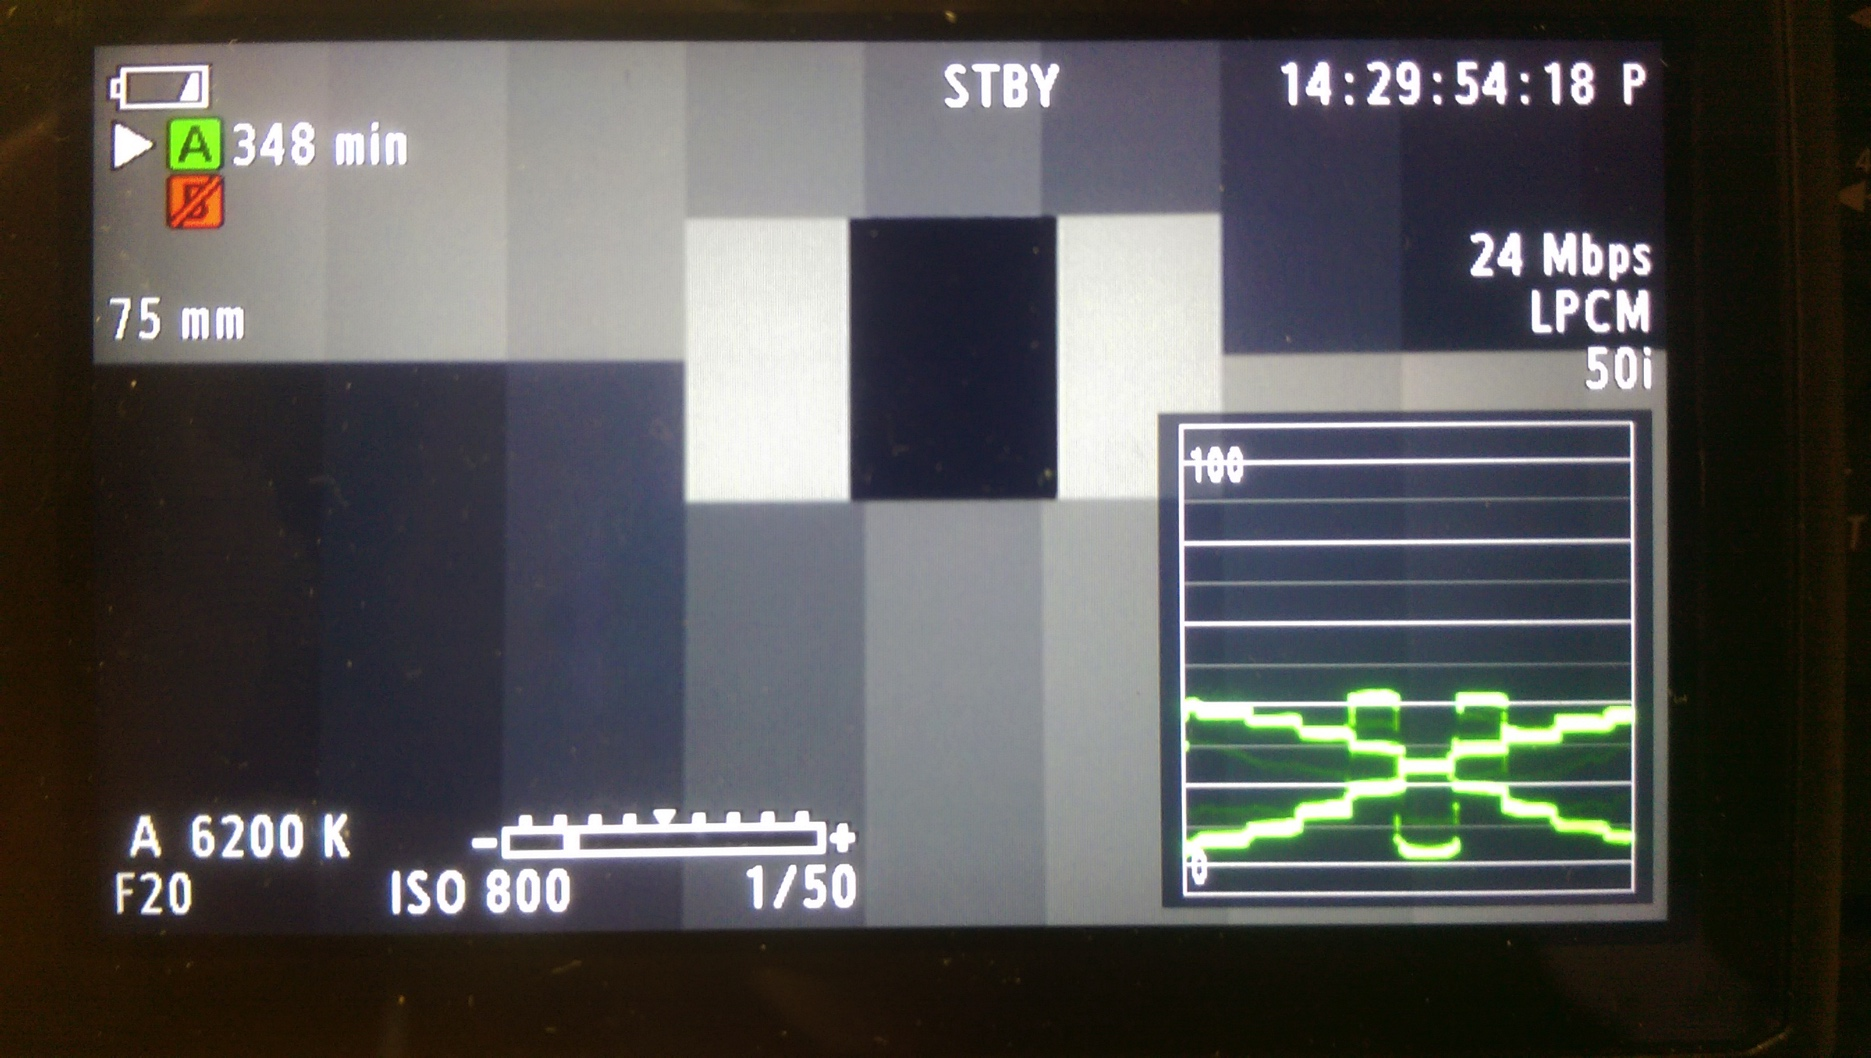 STBY 14:29:54:18 P
A 348 min
B
24 Mbps
75 mm
LPCM
50i
100
0
A 6200 K - +
F20 ISO 800 1/50